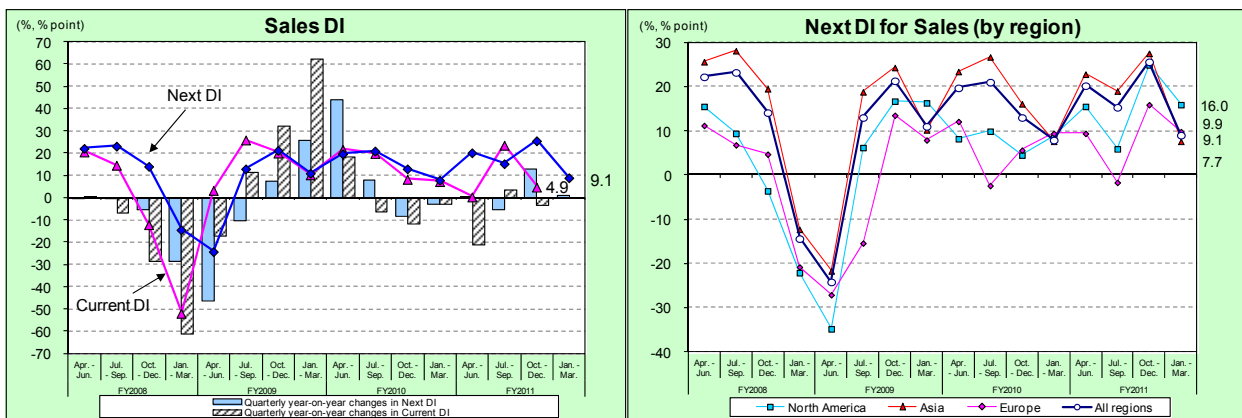 (%, % point)
Sales DI
70
60
50
40
30
20
10
0
-10
-20
-30
-40
-50
-60
-70
Next DI
Current DI
4.9
9.1
Apr. - Jun.
Jul. - Sep.
Oct. - Dec.
Jan. - Mar.
Apr. - Jun.
Jul. - Sep.
Oct. - Dec.
Jan. - Mar.
Apr. - Jun.
Jul. - Sep.
Oct. - Dec.
Jan. - Mar.
Apr. - Jun.
Jul. - Sep.
Oct. - Dec.
Jan. - Mar.
FY2008
FY2009
FY2010
FY2011
Quarterly year-on-year changes in Next DI
Quarterly year-on-year changes in Current DI
(%, % point)
Next DI for Sales (by region)
30
20
10
0
-10
-20
-30
-40
16.0
9.9
9.1
7.7
Apr. - Jun.
Jul. - Sep.
Oct. - Dec.
Jan. - Mar.
Apr. - Jun.
Jul. - Sep.
Oct. - Dec.
Jan. - Mar.
Apr. - Jun.
Jul. - Sep.
Oct. - Dec.
Jan. - Mar.
Apr. - Jun.
Jul. - Sep.
Oct. - Dec.
Jan. - Mar.
FY2008
FY2009
FY2010
FY2011
North America
Asia
Europe
All regions